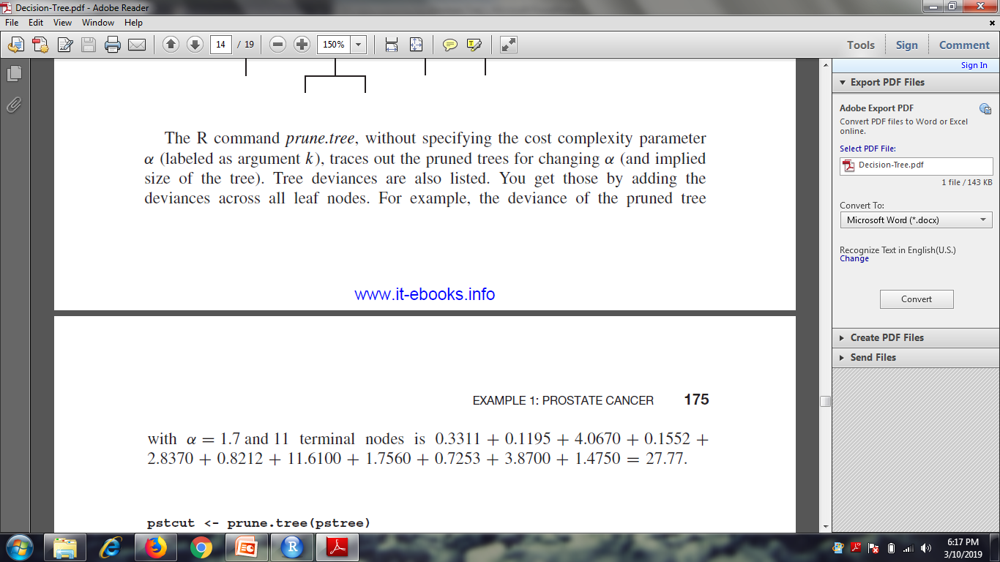 Decision-Tree.pdf - Adobe Reader
File Edit View Window Help
14 / 19 150% Tools Sign Comment
Sign In
Export PDF Files
Adobe Export PDF
Convert PDF files to Word or Excel
online.
Select PDF File:
Decision-Tree.pdf
1 file / 143 KB
Convert To:
Microsoft Word (*.docx)
Recognize Text in English(U.S.)
Change
Convert
Create PDF Files
Send Files
The R command prune.tree, without specifying the cost complexity parameter
α (labeled as argument k), traces out the pruned trees for changing α (and implied
size of the tree). Tree deviances are also listed. You get those by adding the
deviances across all leaf nodes. For example, the deviance of the pruned tree
www.it-ebooks.info
EXAMPLE 1: PROSTATE CANCER 175
with α = 1.7 and 11 terminal nodes is 0.3311 + 0.1195 + 4.0670 + 0.1552 +
2.8370 + 0.8212 + 11.6100 + 1.7560 + 0.7253 + 3.8700 + 1.4750 = 27.77.
pstcut <- prune.tree(pstree)
6:17 PM
3/10/2019